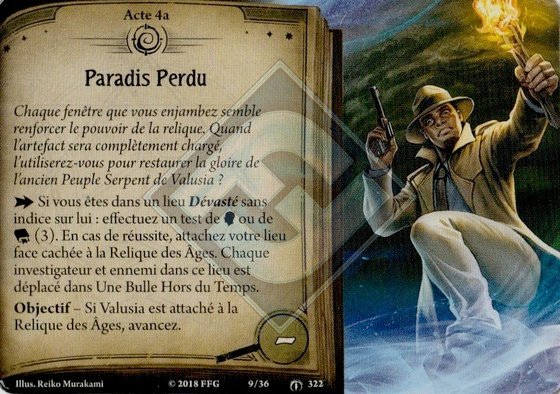 Acte 4a
Paradis Perdu
Chaque fenêtre que vous enjambez semble
renforcer le pouvoir de la relique. Quand
l'artefact sera complètement chargé,
l'utiliserez-vous pour restaurer la gloire de
l'ancien Peuple Serpent de Valusia ?
Si vous êtes dans un lieu Dévasté sans
indice sur lui : effectuez un test de ou de
(3). En cas de réussite, attachez votre lieu
face cachée à la Relique des Âges. Chaque
investigateur et ennemi dans ce lieu est
déplacé dans Une Bulle Hors du Temps.
Objectif – Si Valusia est attaché à la
Relique des Âges, avancez.
–
Illus. Reiko Murakami © 2018 FFG 9/36 322